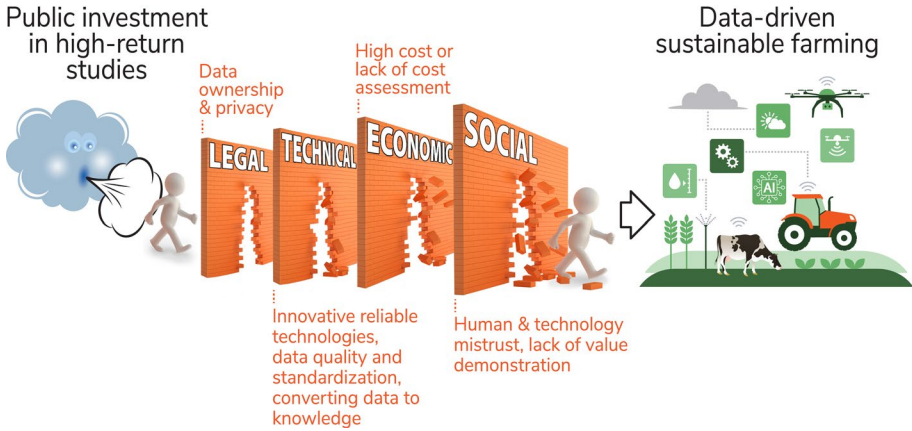 Public investment
in high-return
studies
Data
ownership
& privacy
High cost or
lack of cost
assessment
Data-driven
sustainable farming
LEGAL
TECHNICAL
ECONOMIC
SOCIAL
AI
Innovative reliable
technologies,
data quality and
standardization,
converting data to
knowledge
Human & technology
mistrust, lack of value
demonstration